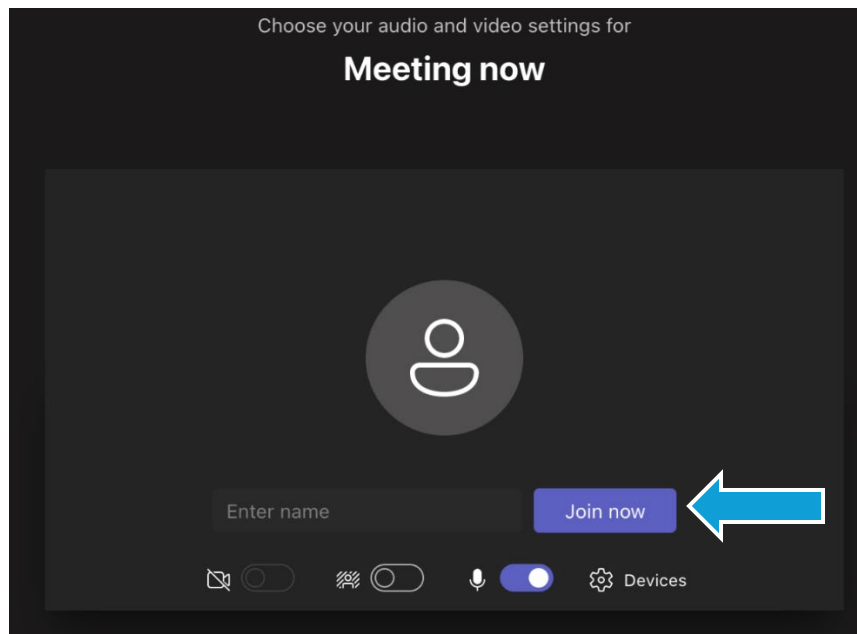 Choose your audio and video settings for
Meeting now
Enter name
Join now
Devices